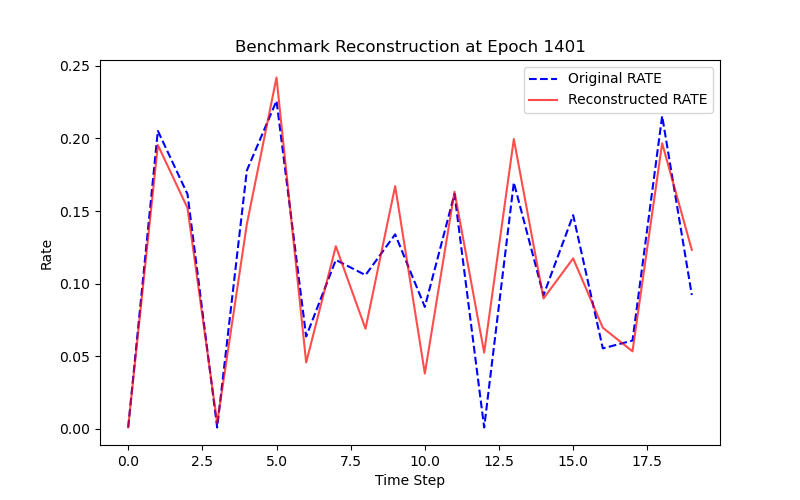 Benchmark Reconstruction at Epoch 1401
Original RATE
Reconstructed RATE
Rate
0.25
0.20
0.15
0.10
0.05
0.00
0.0 2.5 5.0 7.5 10.0 12.5 15.0 17.5
Time Step